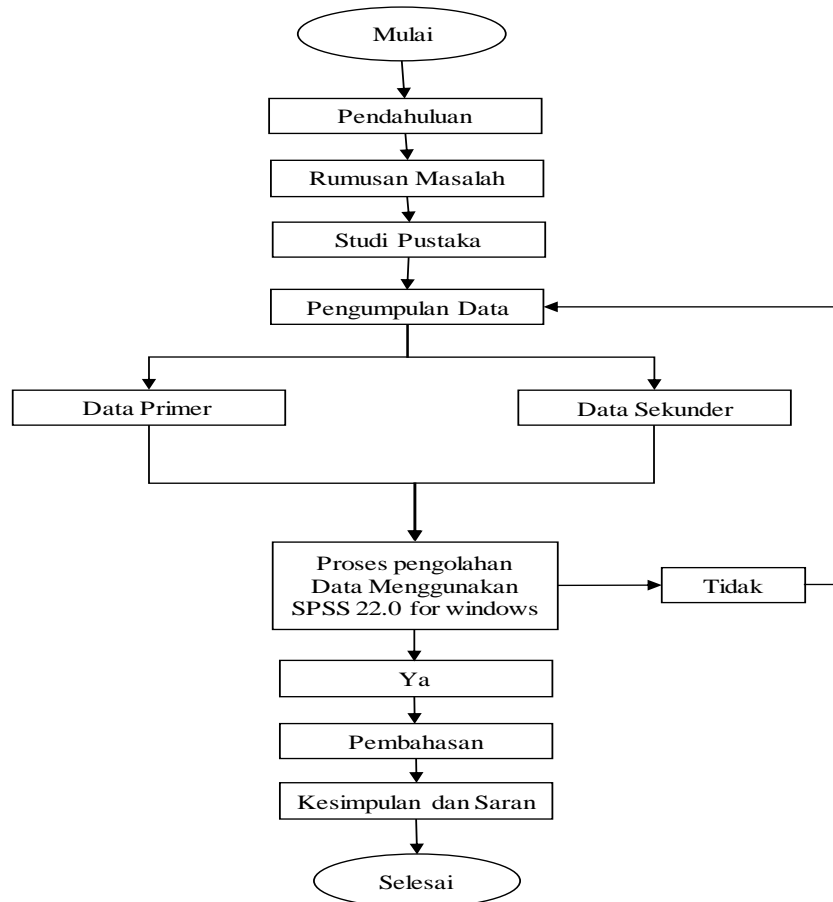 Mulai
Pendahuluan
Rumusan Masalah
Studi Pustaka
Pengumpulan Data
Data Primer
Data Sekunder
Proses pengolahan
Data Menggunakan
SPSS 22.0 for windows
Tidak
Ya
Pembahasan
Kesimpulan dan Saran
Selesai